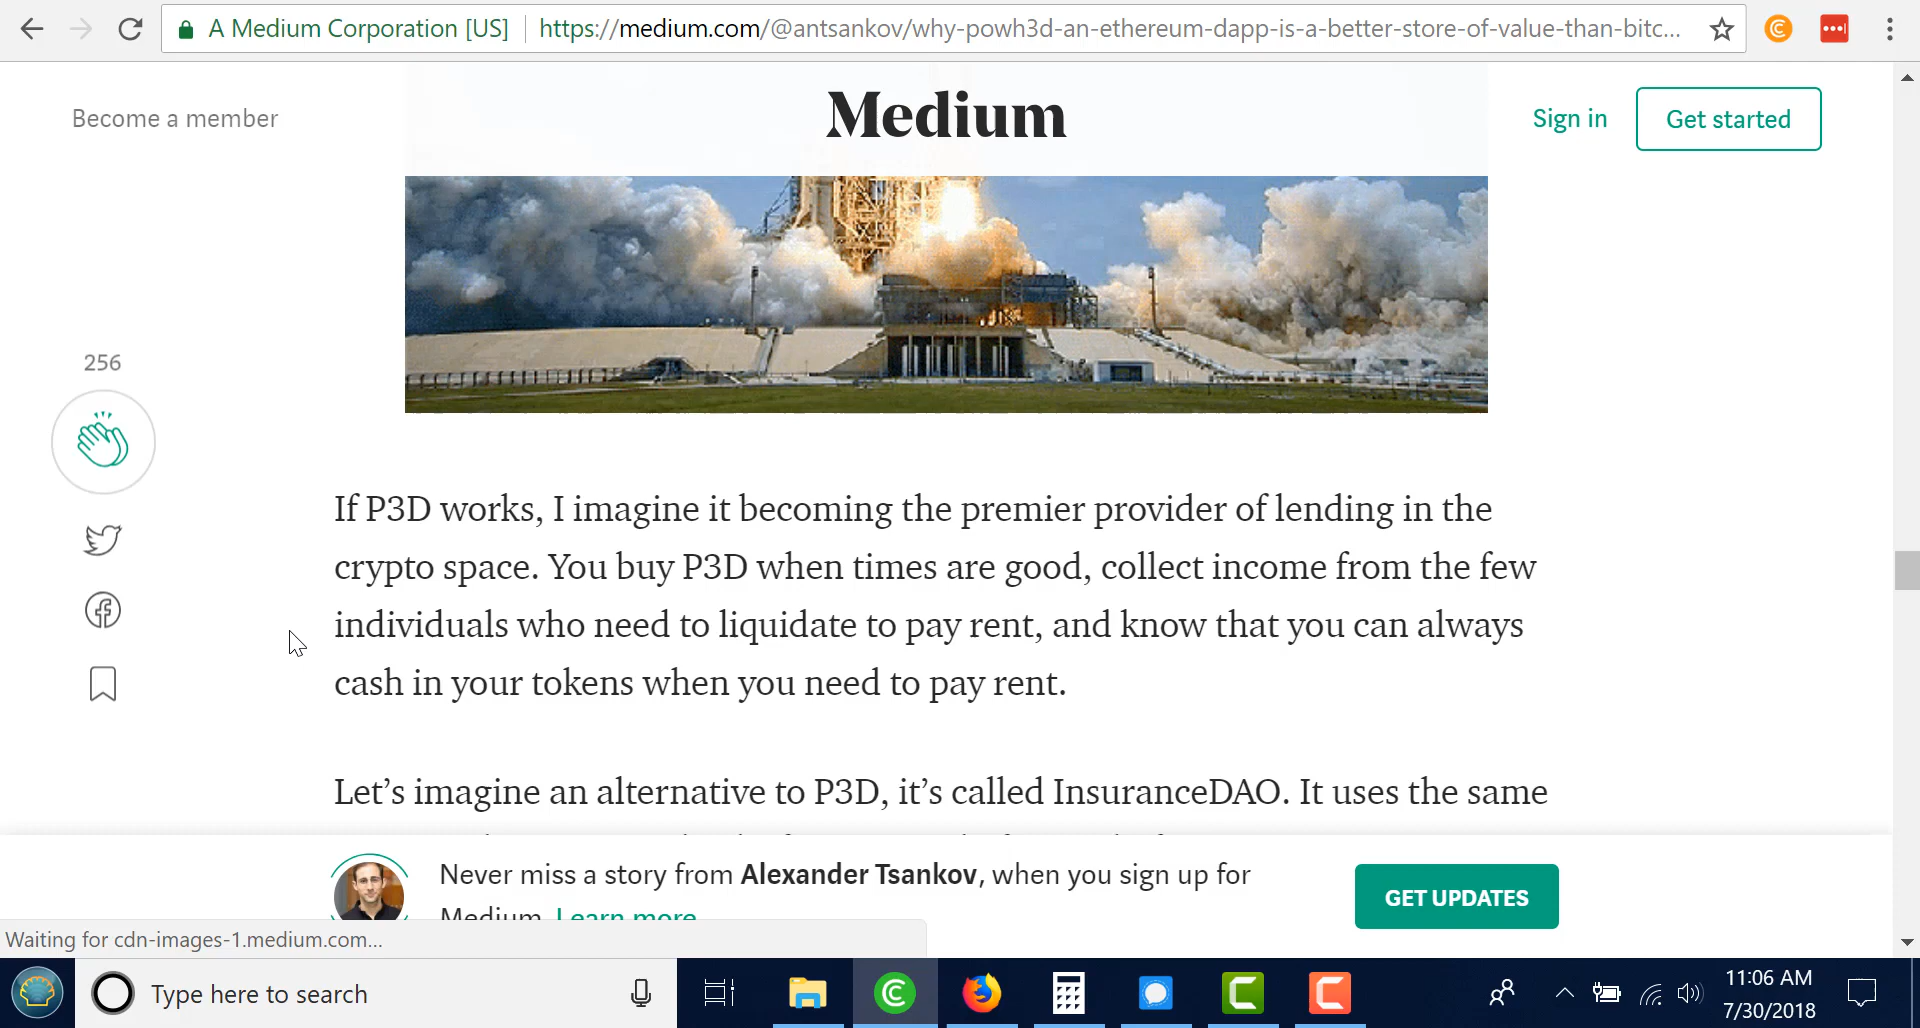 A Medium Corporation [US] https://medium.com/@antsankov/why-powh3d-an-ethereum-dapp-is-a-better-store-of-value-than-bitc...
Become a member
Medium
Sign in
Get started
256
If P3D works, I imagine it becoming the premier provider of lending in the
crypto space. You buy P3D when times are good, collect income from the few
individuals who need to liquidate to pay rent, and know that you can always
cash in your tokens when you need to pay rent.
Let’s imagine an alternative to P3D, it’s called InsuranceDAO. It uses the same
Never miss a story from Alexander Tsankov, when you sign up for
Medium. Learn more
GET UPDATES
Waiting for cdn-images-1.medium.com...
Type here to search
11:06 AM
7/30/2018